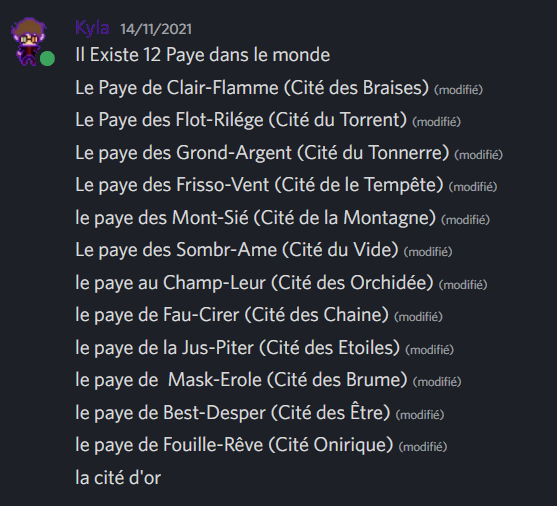 Kyla 14/11/2021
Il Existe 12 Paye dans le monde
Le Paye de Clair-Flamme (Cité des Braises) (modifié)
Le Paye des Flot-Rilége (Cité du Torrent) (modifié)
Le paye des Grond-Argent (Cité du Tonnerre) (modifié)
Le paye des Frisso-Vent (Cité de le Tempête) (modifié)
le paye des Mont-Sié (Cité de la Montagne) (modifié)
Le paye des Sombr-Ame (Cité du Vide) (modifié)
le paye au Champ-Leur (Cité des Orchidée) (modifié)
le paye de Fau-Cirer (Cité des Chaine) (modifié)
le paye de la Jus-Piter (Cité des Etoiles) (modifié)
le paye de  Mask-Erole (Cité des Brume) (modifié)
le paye de Best-Desper (Cité des Être) (modifié)
le paye de Fouille-Rêve (Cité Onirique) (modifié)
la cité d'or